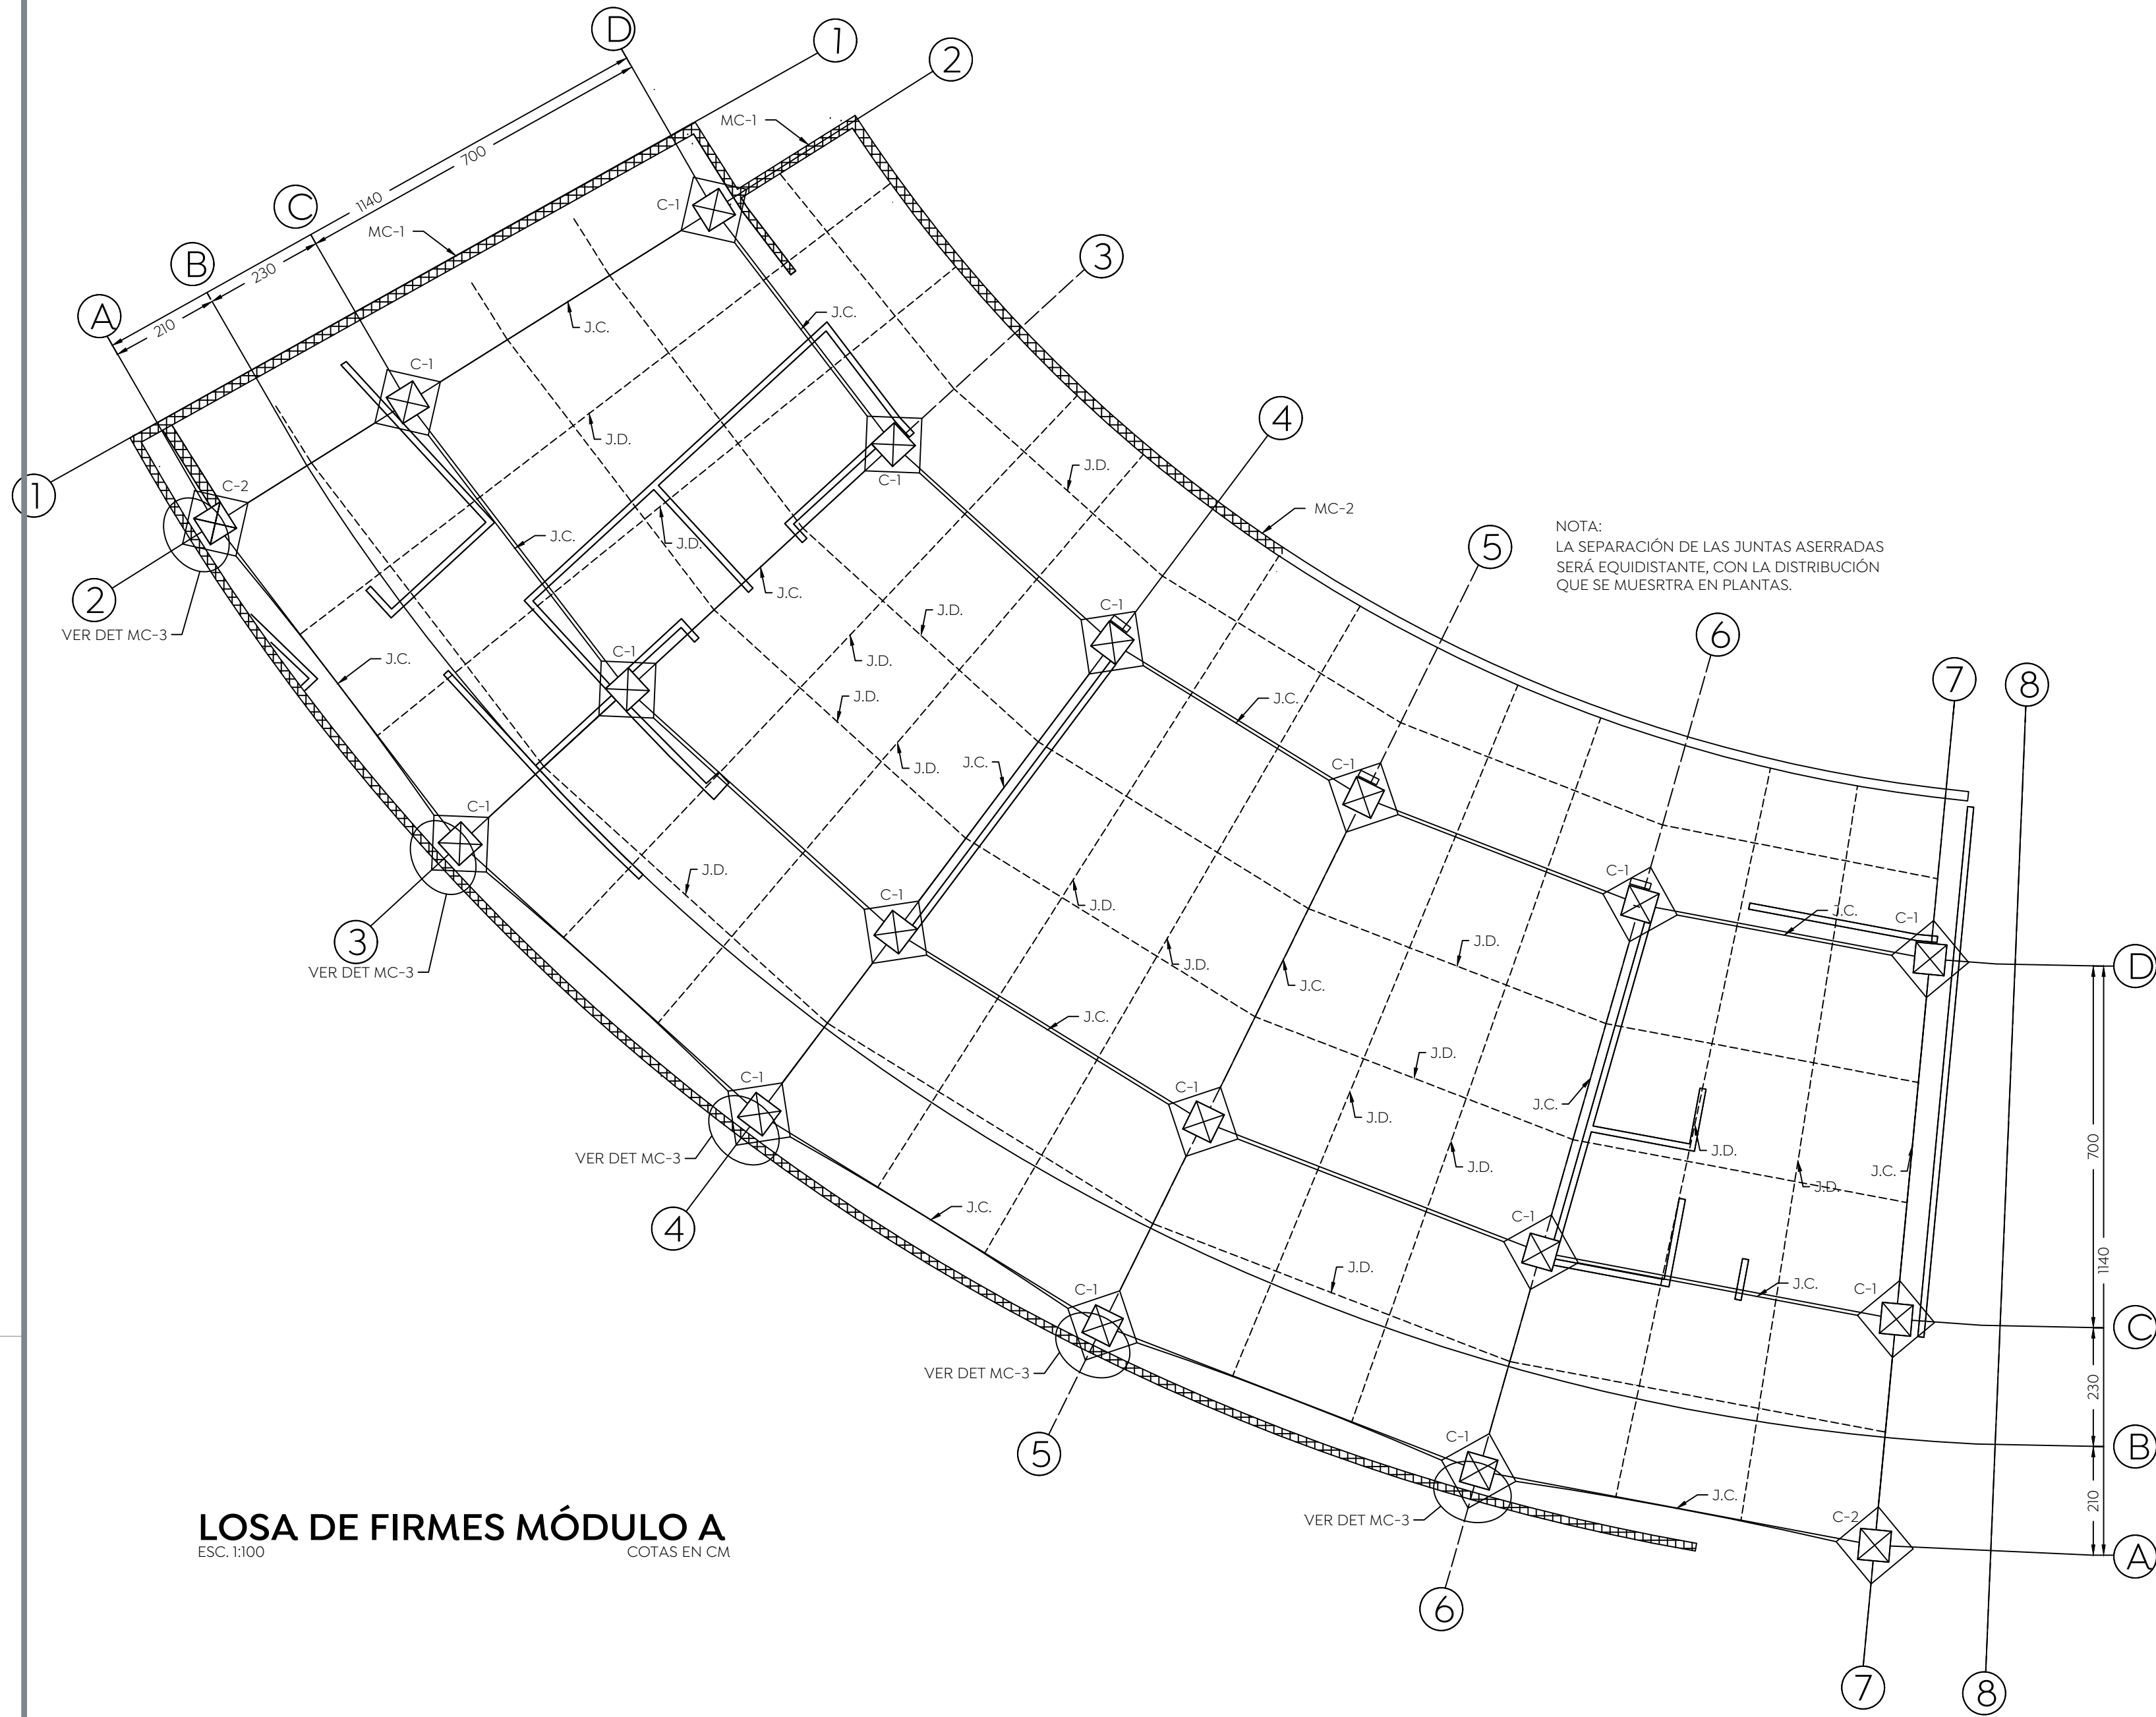 D
1
2
700
MC-1
1140
C
C-1
3
MC-1
B
230
J.C.
J.C.
A
210
C-1
4
J.D.
J.D.
C-1
C-2
1
MC-2
NOTA:
LA SEPARACIÓN DE LAS JUNTAS ASERRADAS
SERÁ EQUIDISTANTE, CON LA DISTRIBUCIÓN
QUE SE MUESRTRA EN PLANTAS.
5
J.C.
J.D.
2
J.C.
C-1
J.D.
6
VER DET MC-3
C-1
J.D.
J.C.
7
8
J.D.
J.C.
C-1
J.C.
J.D.
C-1
J.D.
C-1
C-1
J.D.
J.C.
C-1
3
J.D.
J.D.
D
VER DET MC-3
J.D.
J.C.
J.C.
J.D.
C-1
C-1
J.C.
J.D.
700
VER DET MC-3
J.D.
J.D.
J.C.
J.D.
J.C.
C-1
4
1140
J.D.
J.C.
C-1
C-1
C
VER DET MC-3
230
C-1
B
5
J.C.
210
C-2
VER DET MC-3
A
LOSA DE FIRMES MÓDULO A
ESC. 1:100
COTAS EN CM
6
7
8